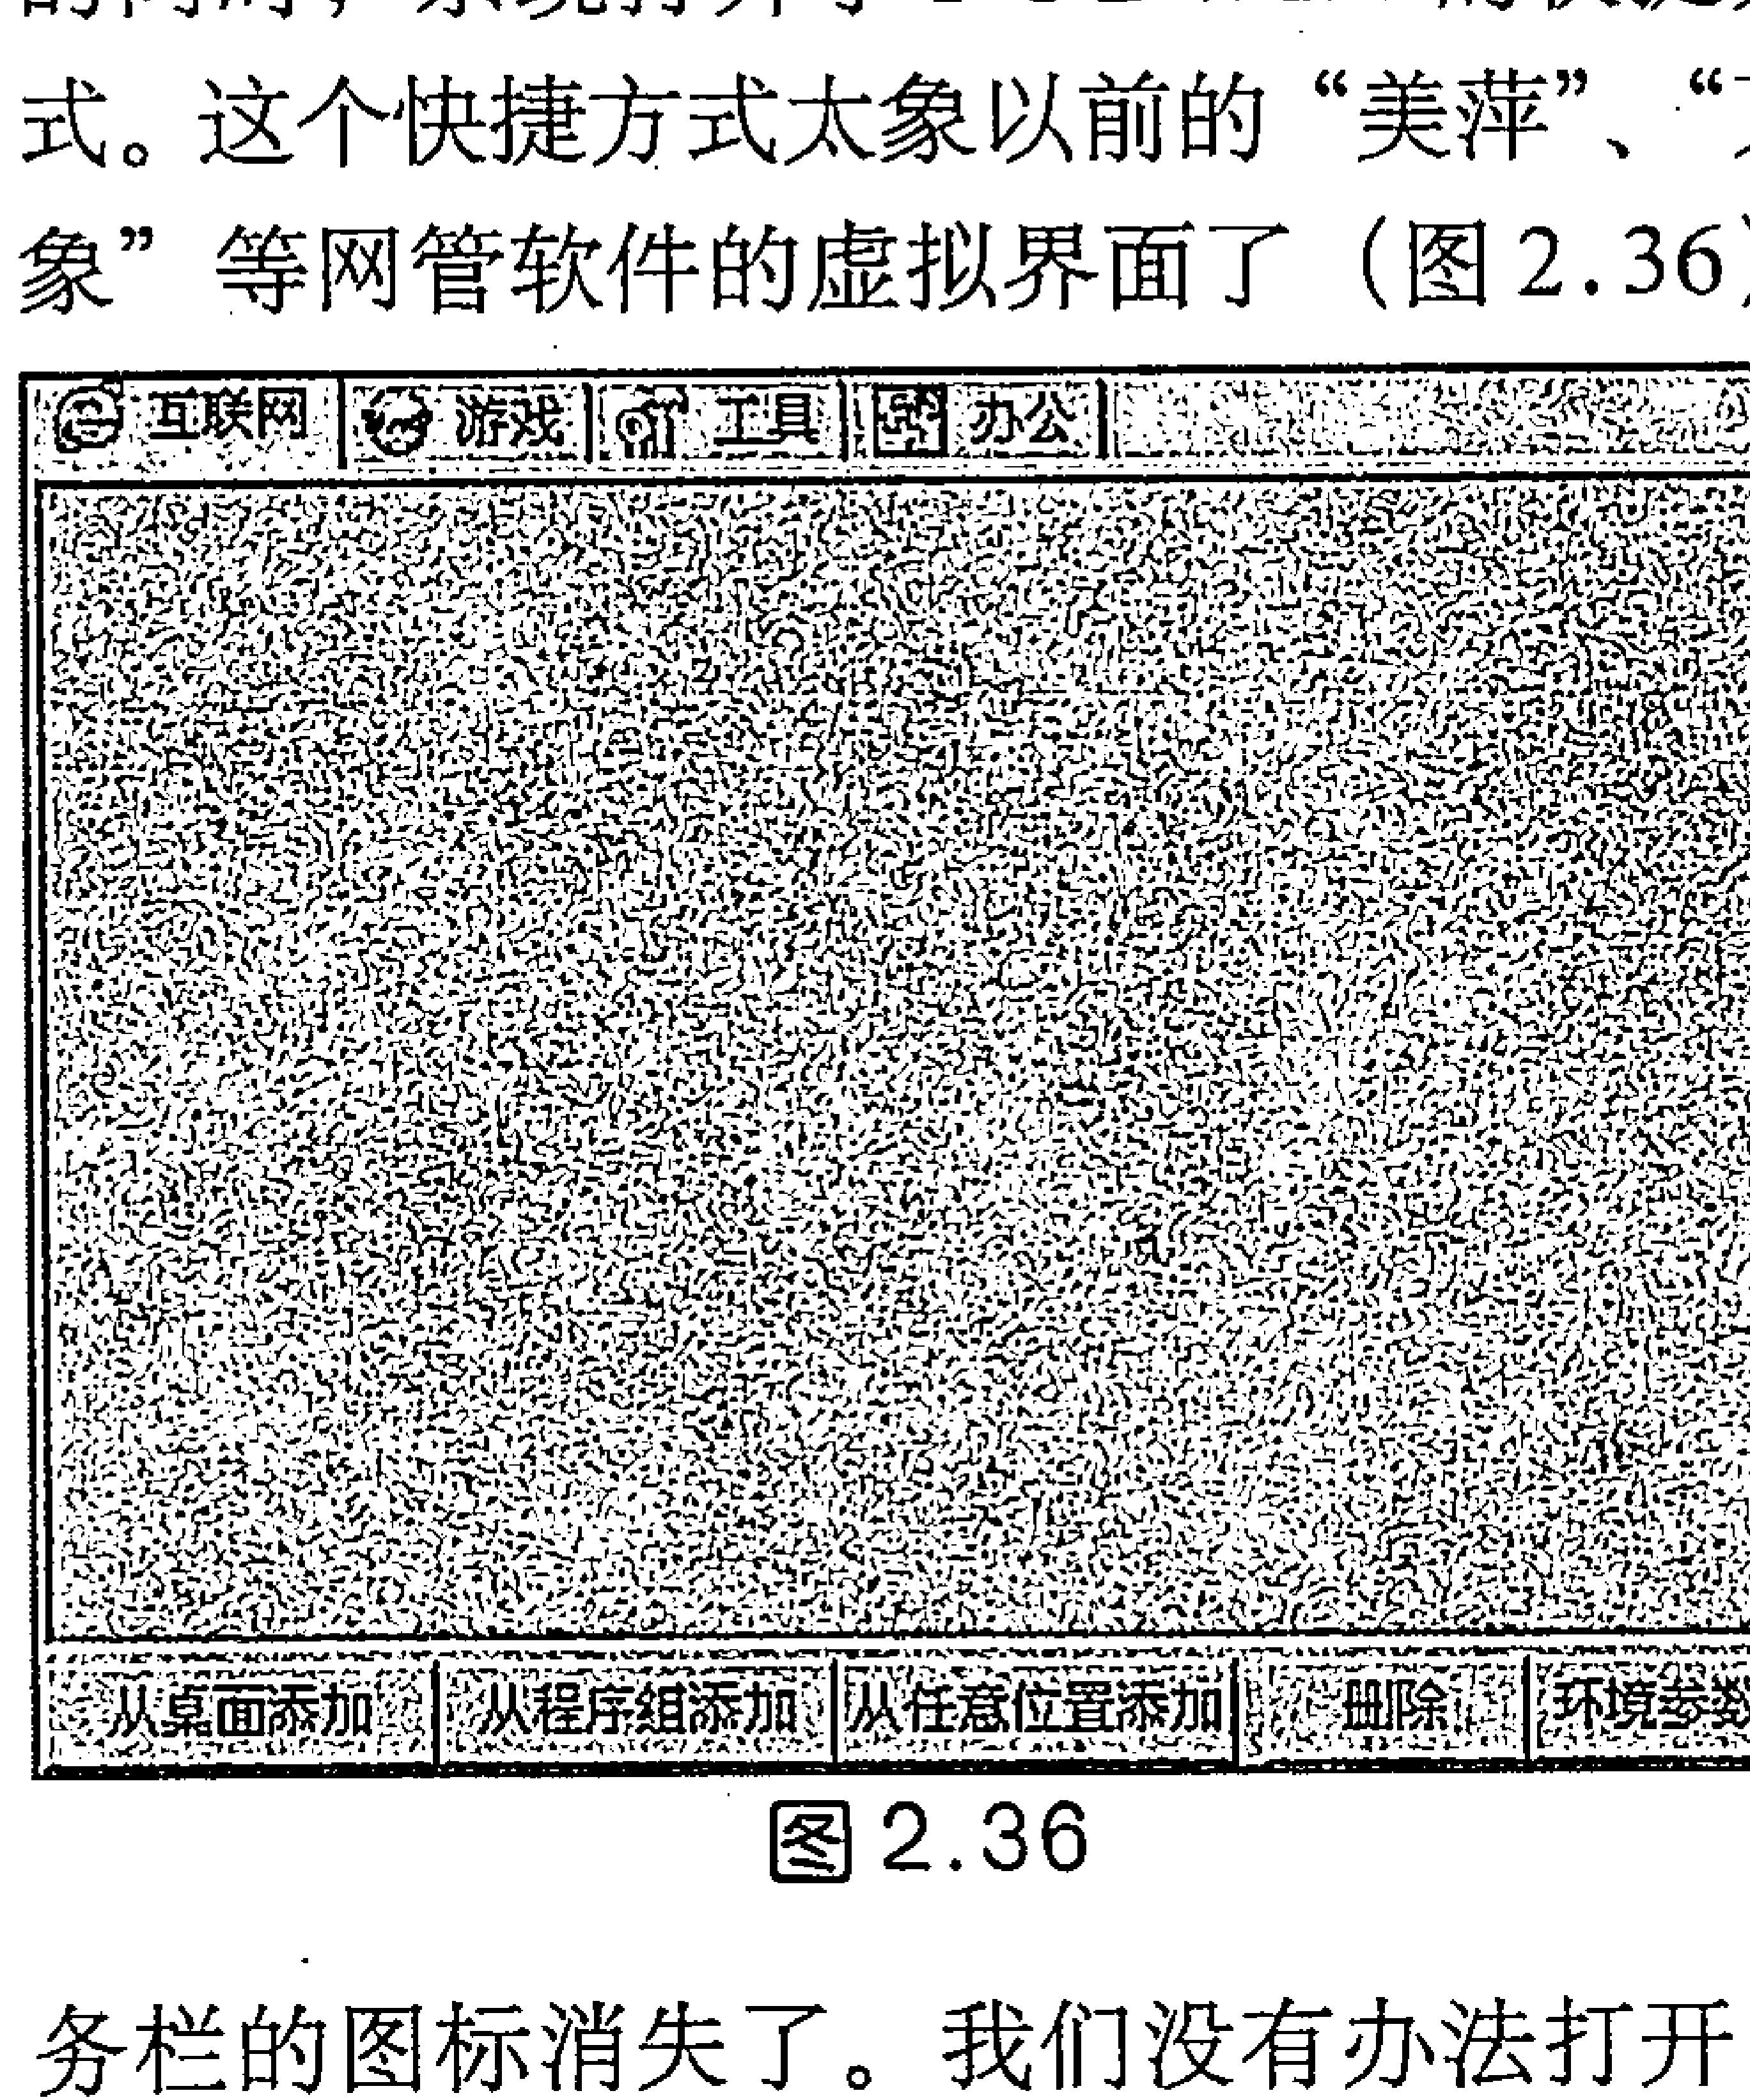 式。这个快捷方式太象以前的“美萍”、“
象”等网管软件的虚拟界面了(图2.36)
互联网 游戏 工具 办公
从桌面添加 从程序组添加 从任意位置添加 删除 环境参数
图2.36
务栏的图标消失了。我们没有办法打开